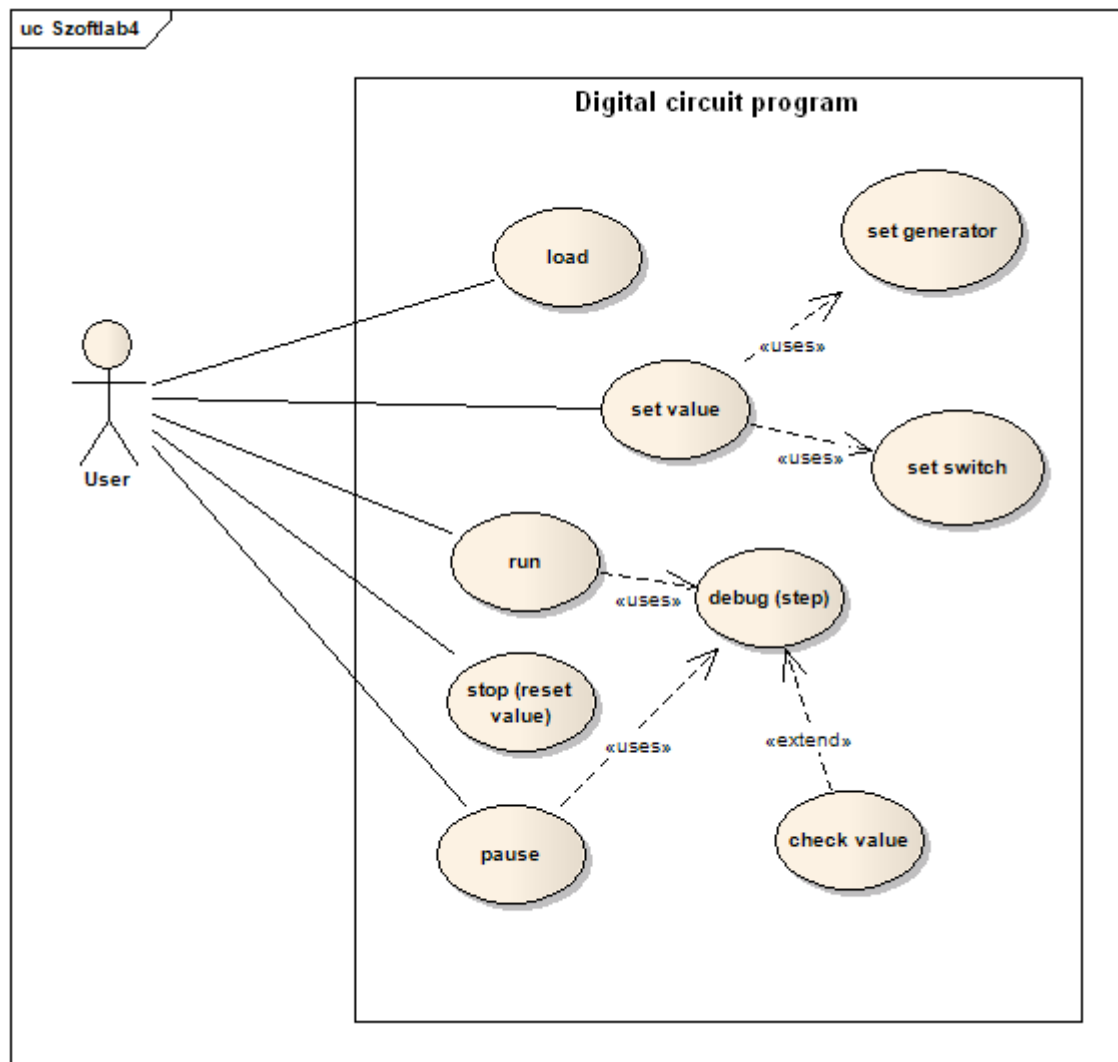 uc Szoftlab4
Digital circuit program
set generator
load
«uses»
set value
«uses»
set switch
User
run
«uses»
debug (step)
stop (reset
value)
«uses»
«extend»
pause
check value